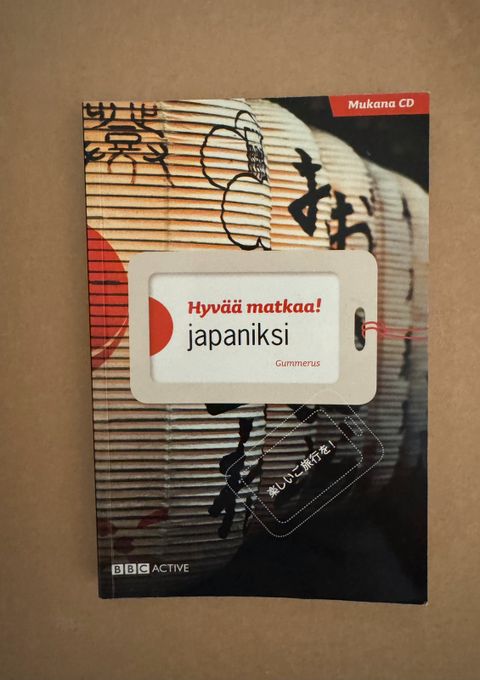 Mukana CD
Hyvää matkaa!
japaniksi
Gummerus
楽しいご旅行を!
BBC ACTIVE